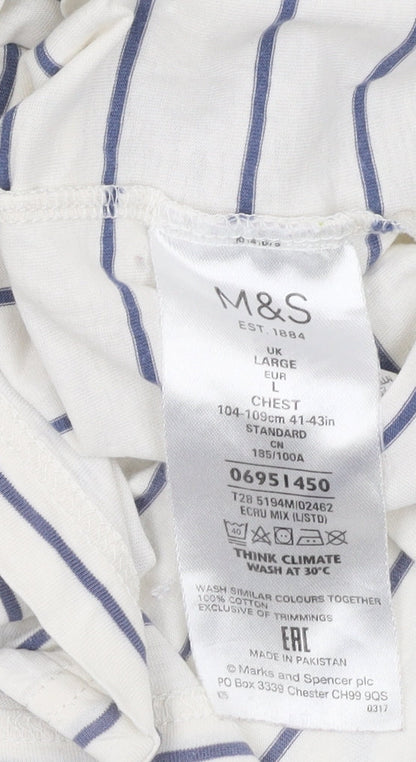 M&S
EST. 1884
UK
LARGE
EUR
L
CHEST
104-109cm 41-43in
STANDARD
CN
185/100A
06951450
T28 5194M/02462
ECRU MIX (L/STD)
40
THINK CLIMATE
WASH AT 30°C
WASH SIMILAR COLOURS TOGETHER
100% COTTON
EXCLUSIVE OF TRIMMINGS
EAC
MADE IN PAKISTAN
© Marks and Spencer plc
PO Box 3339 Chester CH99 9QS
0317